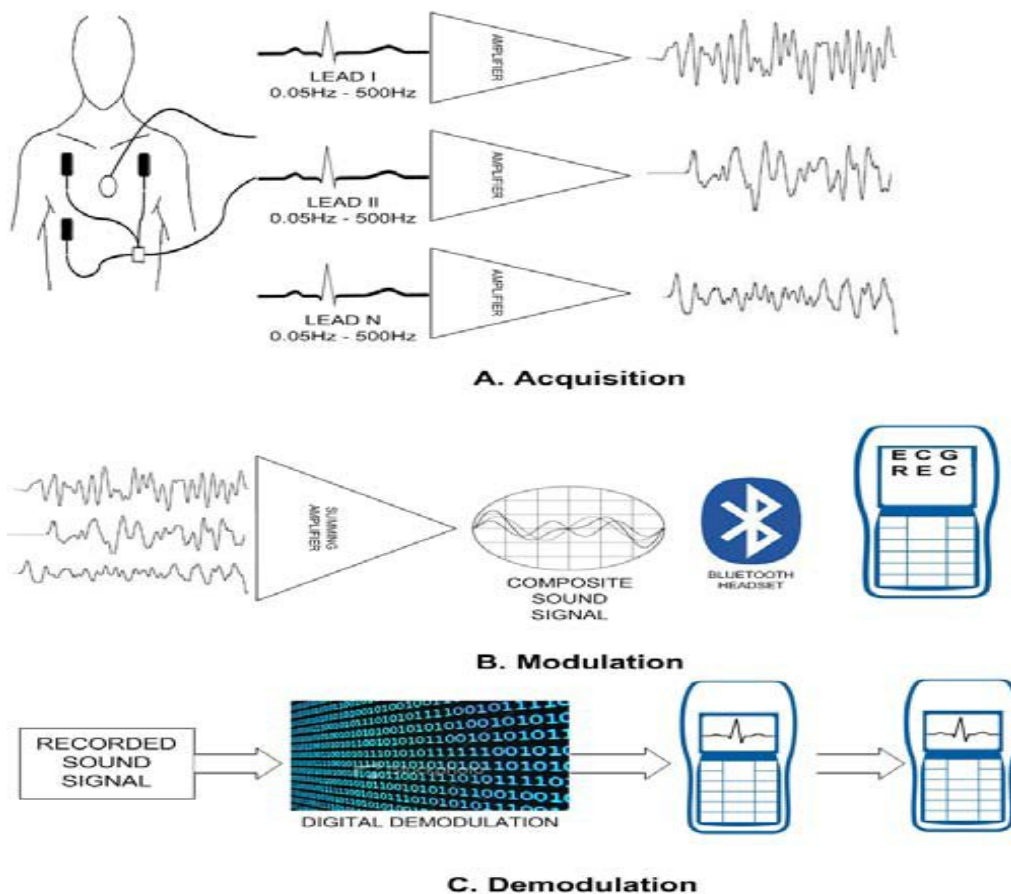 LEAD I
0.05Hz - 500Hz
AMPLIFIER
LEAD II
0.05Hz - 500Hz
AMPLIFIER
LEAD N
0.05Hz - 500Hz
AMPLIFIER
A. Acquisition
SUMMING
AMPLIFIER
COMPOSITE
SOUND
SIGNAL
BLUETOOTH
HEADSET
E C G
R E C
B. Modulation
RECORDED
SOUND
SIGNAL
DIGITAL DEMODULATION
C. Demodulation